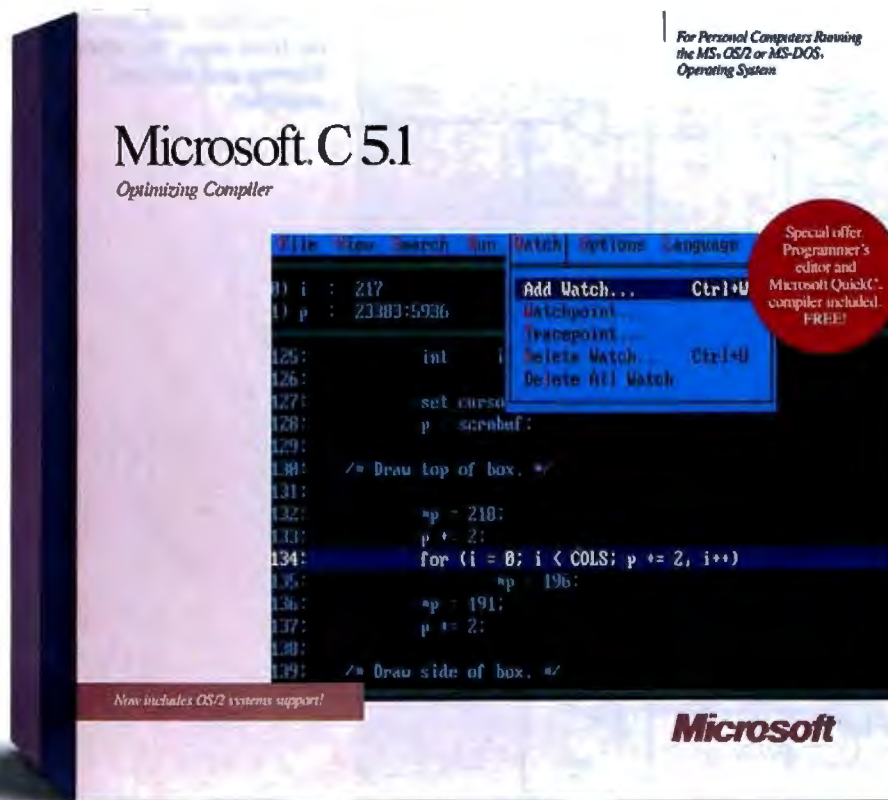 For Personal Computers Running
the MS® OS/2 or MS-DOS®
Operating System
Microsoft® C 5.1
Optimizing Compiler
File View Search Run Watch Options Language
0) i : 217
1) p : 23383:5936
Add Watch... Ctrl+W
Watchpoint...
Tracepoint...
Delete Watch... Ctrl+U
Delete All Watch
Special offer.
Programmer's
editor and
Microsoft QuickC®
compiler included.
FREE!
125: int i
126:
127: set curso
128: p = scrnbuf;
129:
130: /* Draw top of box. */
131:
132: *p = 218;
133: p += 2;
134: for (i = 0; i < COLS; p += 2, i++)
135: *p = 196;
136: *p = 191;
137: p += 2;
138:
139: /* Draw side of box. */
Now includes OS/2 systems support!
Microsoft